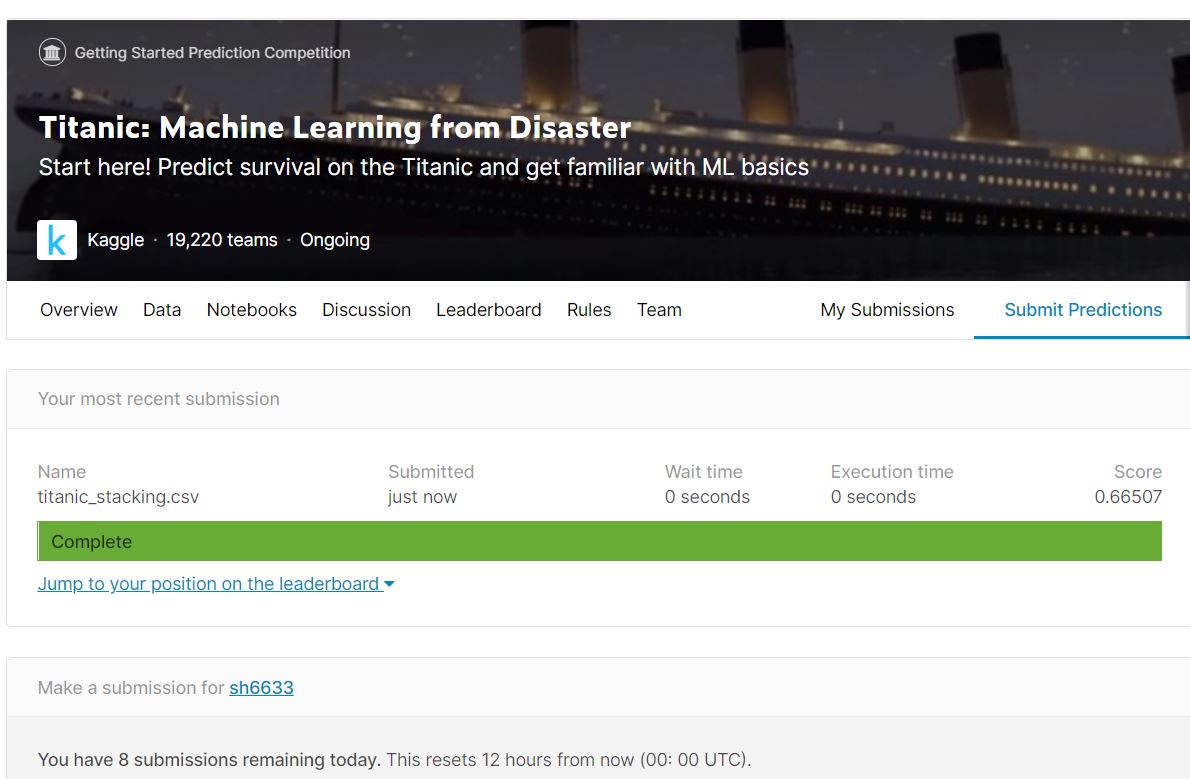 Getting Started Prediction Competition
Titanic: Machine Learning from Disaster
Start here! Predict survival on the Titanic and get familiar with ML basics
k Kaggle · 19,220 teams · Ongoing
Overview Data Notebooks Discussion Leaderboard Rules Team My Submissions Submit Predictions
Your most recent submission
Name Submitted Wait time Execution time Score
titanic_stacking.csv just now 0 seconds 0 seconds 0.66507
Complete
Jump to your position on the leaderboard
Make a submission for sh6633
You have 8 submissions remaining today. This resets 12 hours from now (00: 00 UTC).